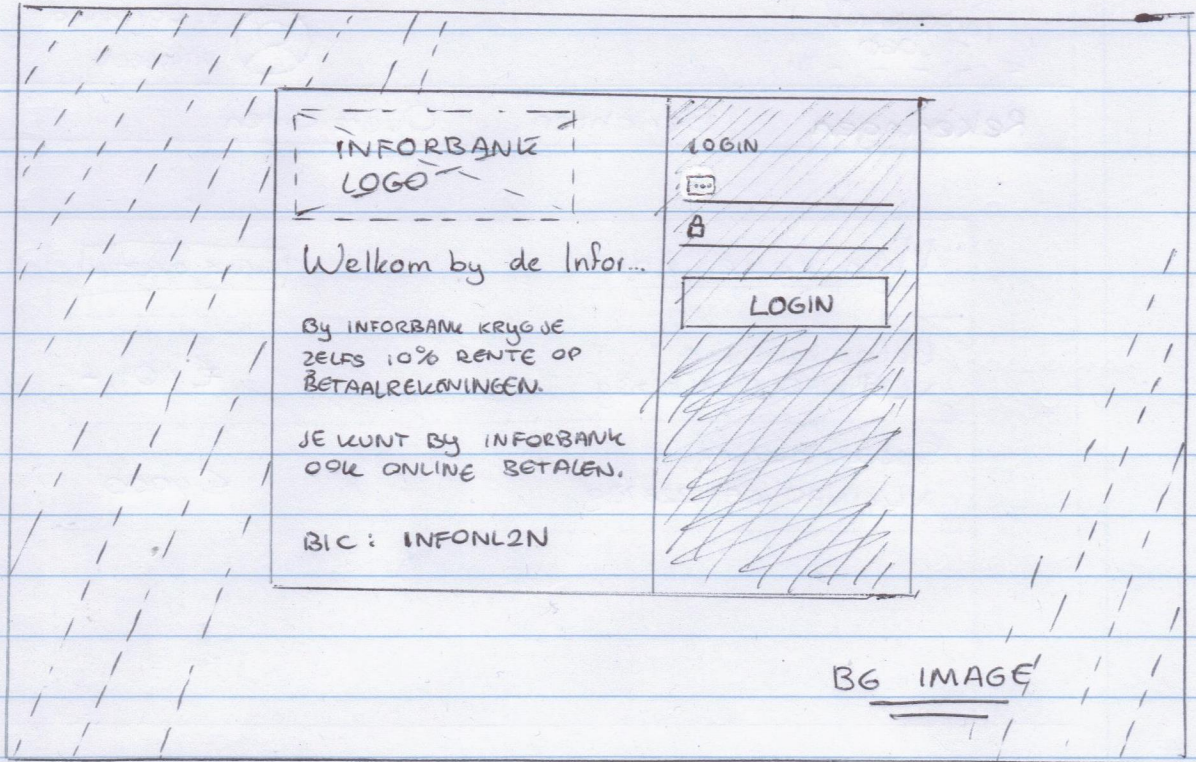 INFORBANK
LOGO
Welkom by de Infor...
By INFORBANK KRYG JE
ZELFS 10% RENTE OP
BETAALREKENINGEN.
JE KUNT By INFORBANK
OOK ONLINE BETALEN.
BIC: INFONL2N
LOGIN
LOGIN
BG IMAGE